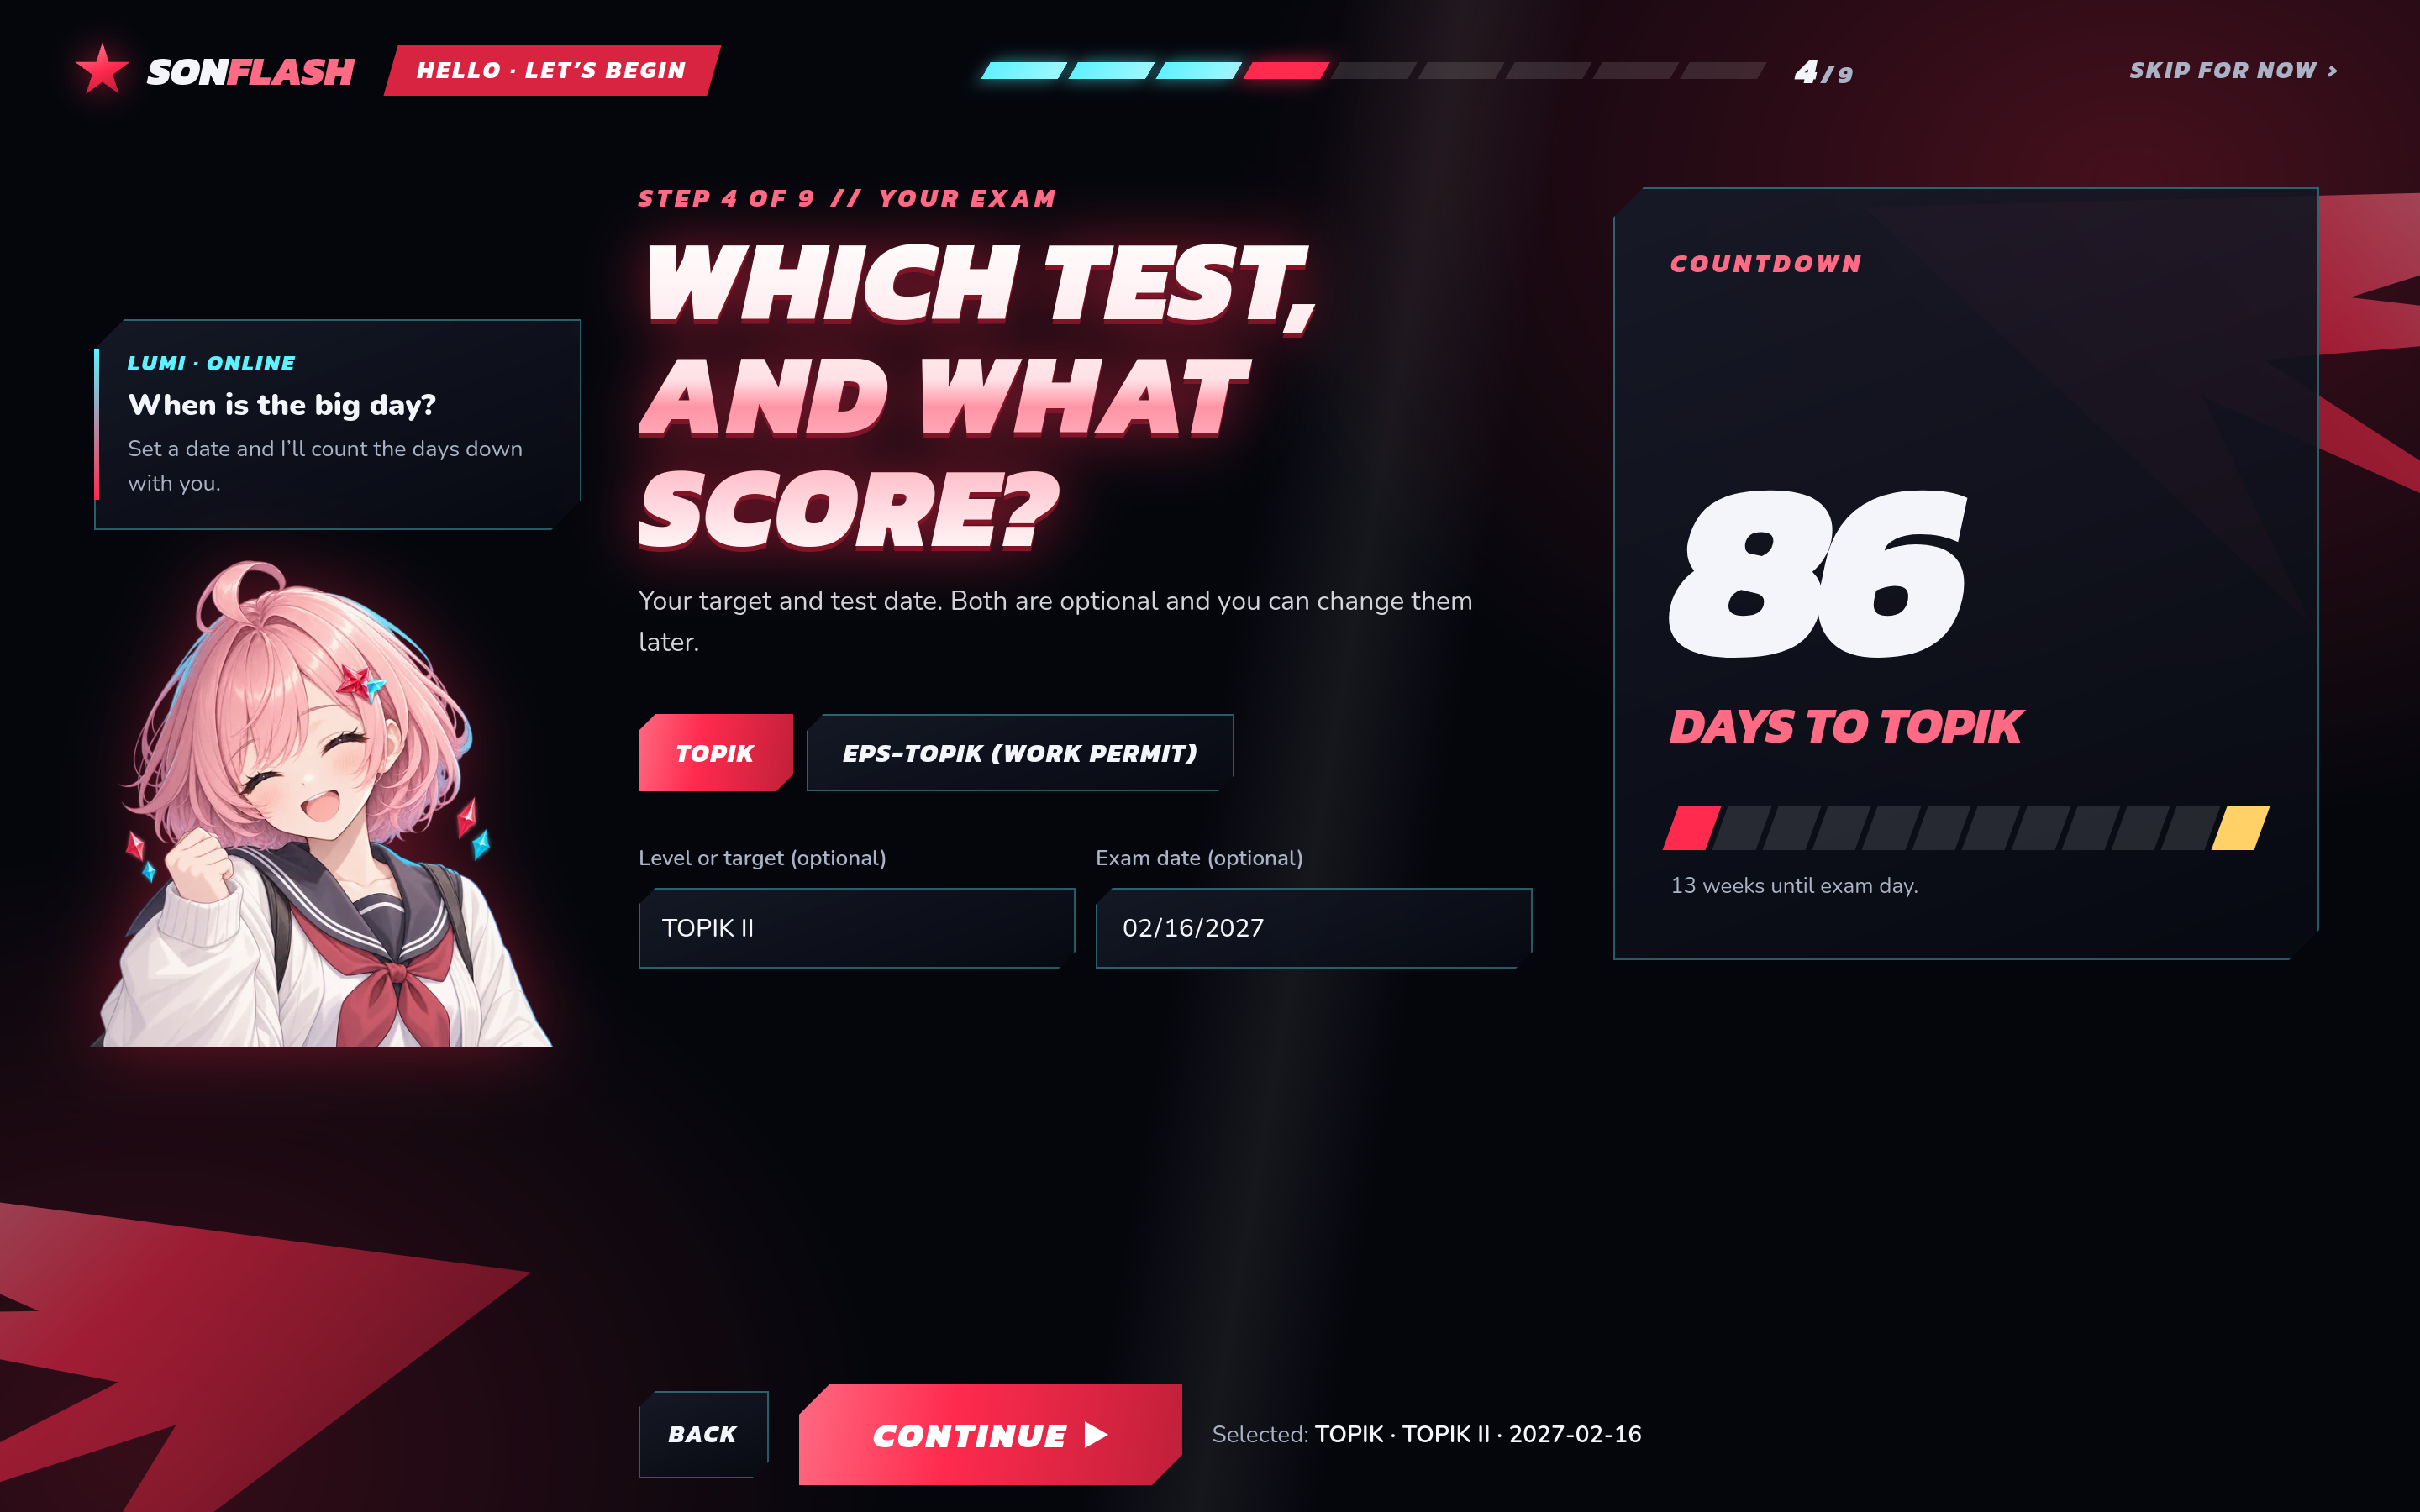 SONFLASH
HELLO · LET’S BEGIN
4 / 9
SKIP FOR NOW ›
LUMI · ONLINE
When is the big day?
Set a date and I’ll count the days down
with you.
STEP 4 OF 9 // YOUR EXAM
WHICH TEST,
AND WHAT
SCORE?
Your target and test date. Both are optional and you can change them
later.
TOPIK
EPS-TOPIK (WORK PERMIT)
Level or target (optional)
Exam date (optional)
TOPIK II
02/16/2027
COUNTDOWN
86
DAYS TO TOPIK
13 weeks until exam day.
BACK
CONTINUE
Selected: TOPIK · TOPIK II · 2027-02-16